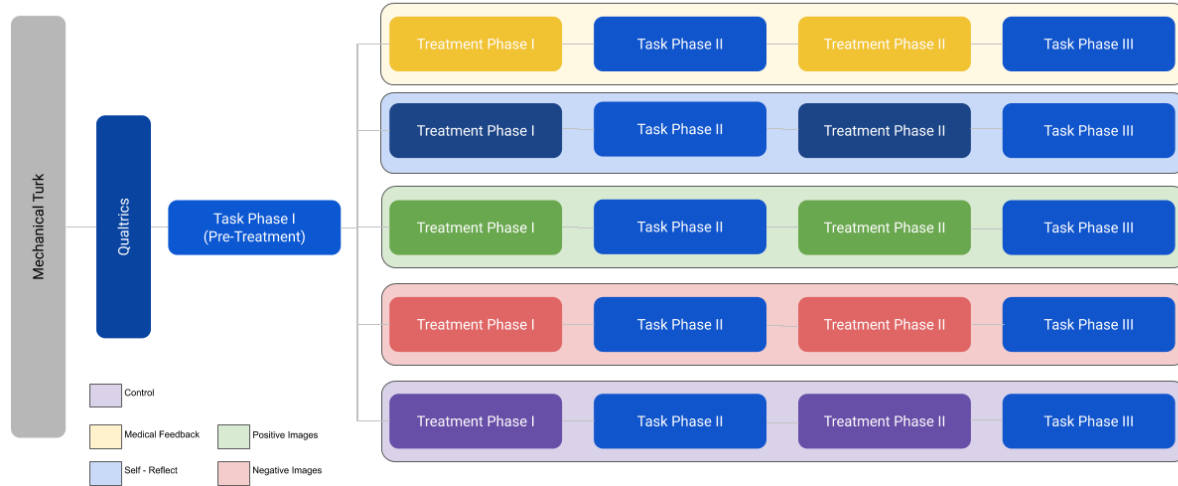 Mechanical Turk
Qualtrics
Task Phase I
(Pre-Treatment)
Treatment Phase I
Task Phase II
Treatment Phase II
Task Phase III
Treatment Phase I
Task Phase II
Treatment Phase II
Task Phase III
Treatment Phase I
Task Phase II
Treatment Phase II
Task Phase III
Treatment Phase I
Task Phase II
Treatment Phase II
Task Phase III
Treatment Phase I
Task Phase II
Treatment Phase II
Task Phase III
Control
Medical Feedback
Positive Images
Self - Reflect
Negative Images